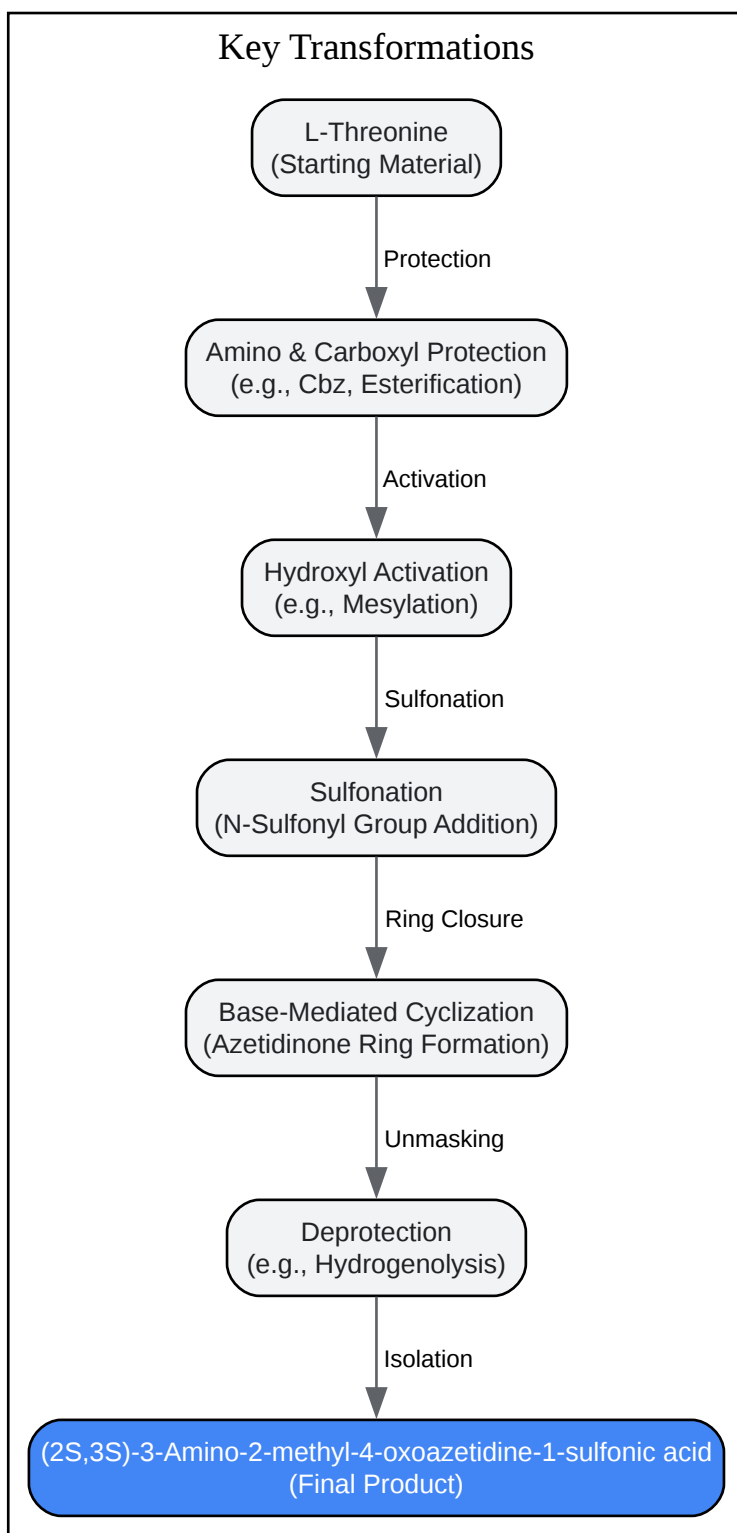 Key Transformations
L-Threonine
(Starting Material)
Protection
Amino & Carboxyl Protection
(e.g., Cbz, Esterification)
Activation
Hydroxyl Activation
(e.g., Mesylation)
Sulfonation
Sulfonation
(N-Sulfonyl Group Addition)
Ring Closure
Base-Mediated Cyclization
(Azetidinone Ring Formation)
Unmasking
Deprotection
(e.g., Hydrogenolysis)
Isolation
(2S,3S)-3-Amino-2-methyl-4-oxoazetidine-1-sulfonic acid
(Final Product)